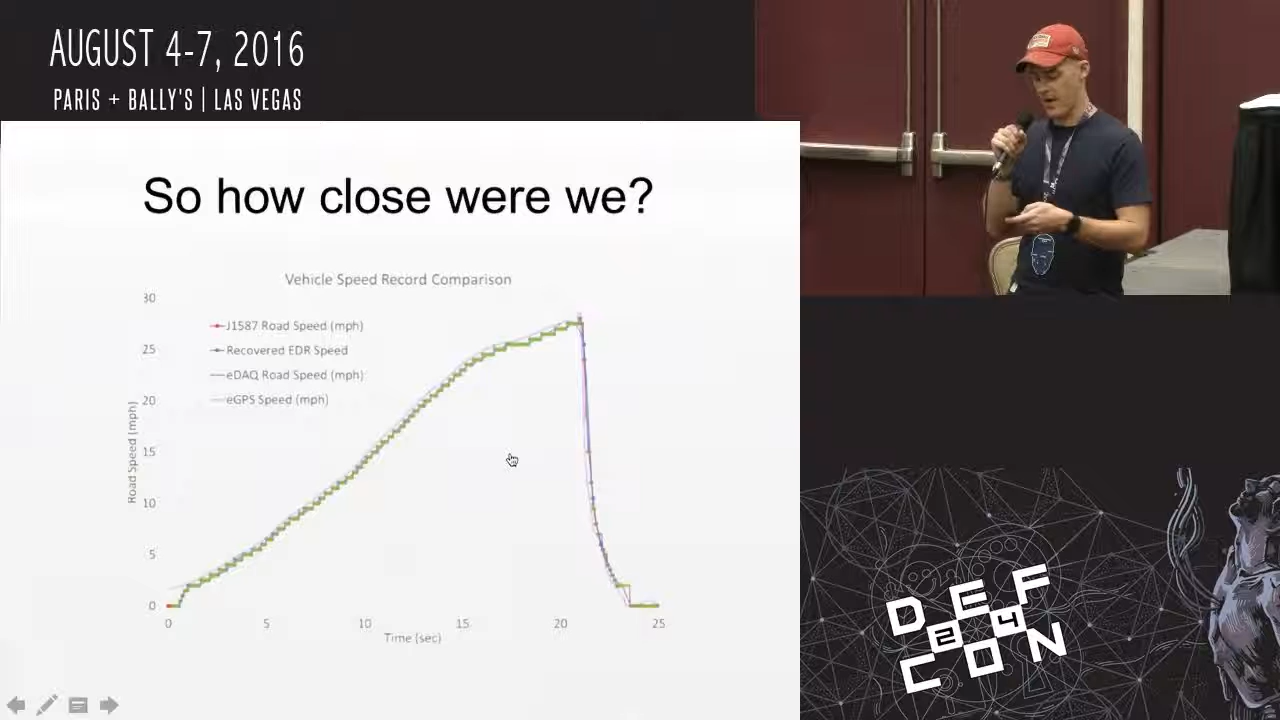 AUGUST 4-7, 2016
PARIS + BALLY'S | LAS VEGAS
So how close were we?
Vehicle Speed Record Comparison
30
25
20
15
10
5
0
Road Speed (mph)
J1587 Road Speed (mph)
Recovered EDR Speed
eDAQ Road Speed (mph)
eGPS Speed (mph)
0 5 10 15 20 25
Time (sec)
DEF
24
CON